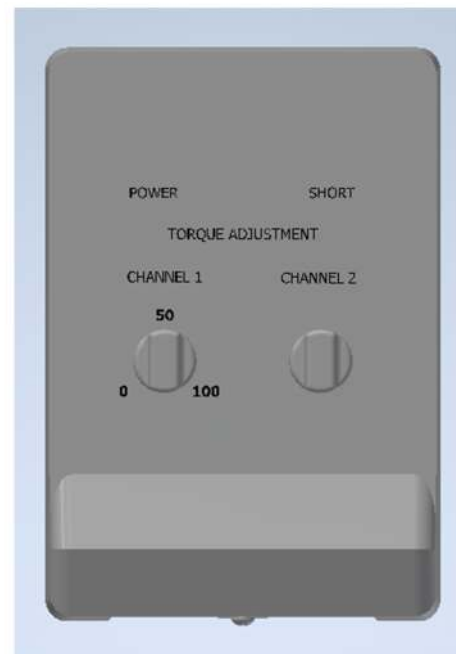 POWER SHORT
TORQUE ADJUSTMENT
CHANNEL 1 CHANNEL 2
50
0 100